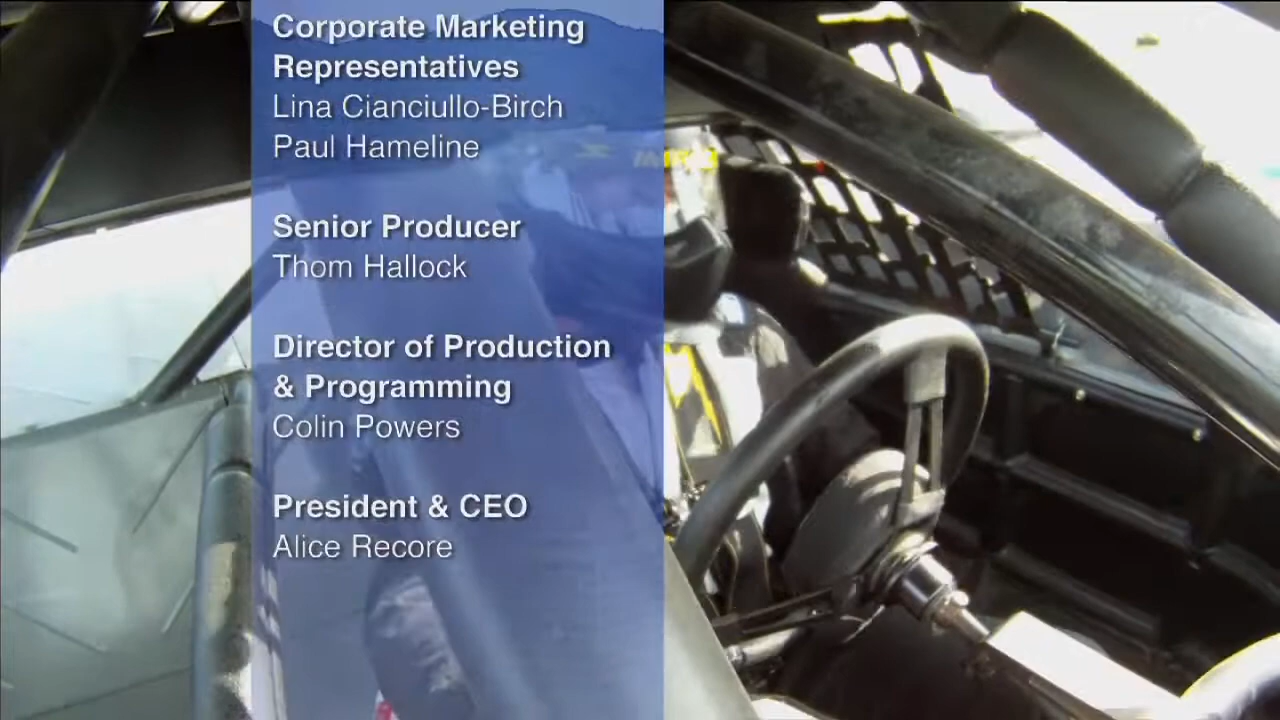 Corporate Marketing
Representatives
Lina Cianciullo-Birch
Paul Hameline
Senior Producer
Thom Hallock
Director of Production
& Programming
Colin Powers
President & CEO
Alice Recore